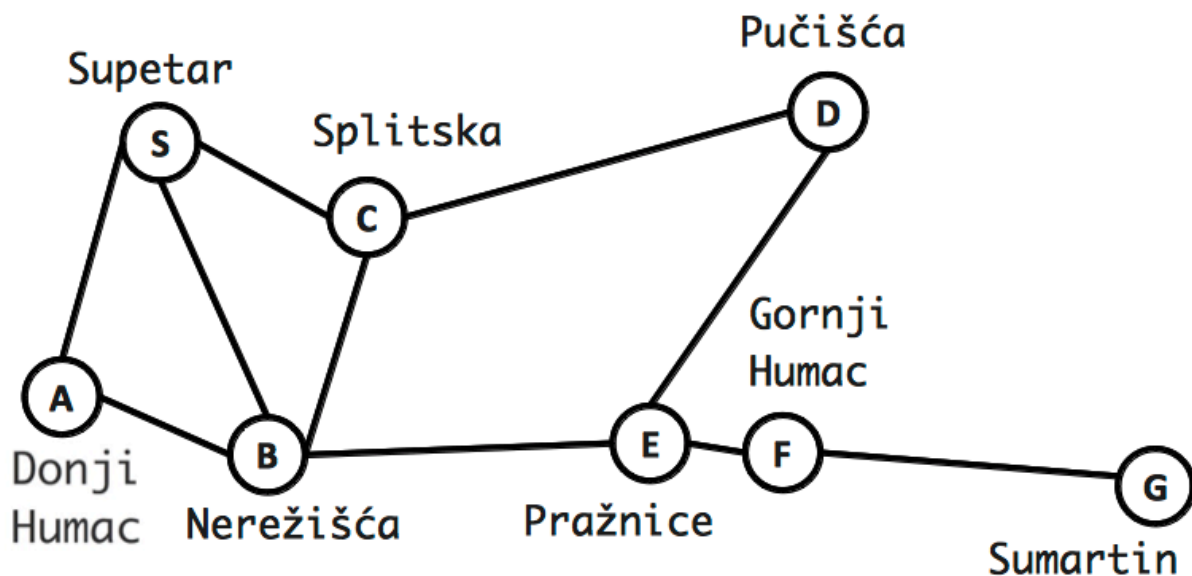 Pučišća
Supetar
D
Splitska
S
C
Gornji
Humac
A
E
F
B
G
Donji
Humac
Nerežišća
Pražnice
Sumartin